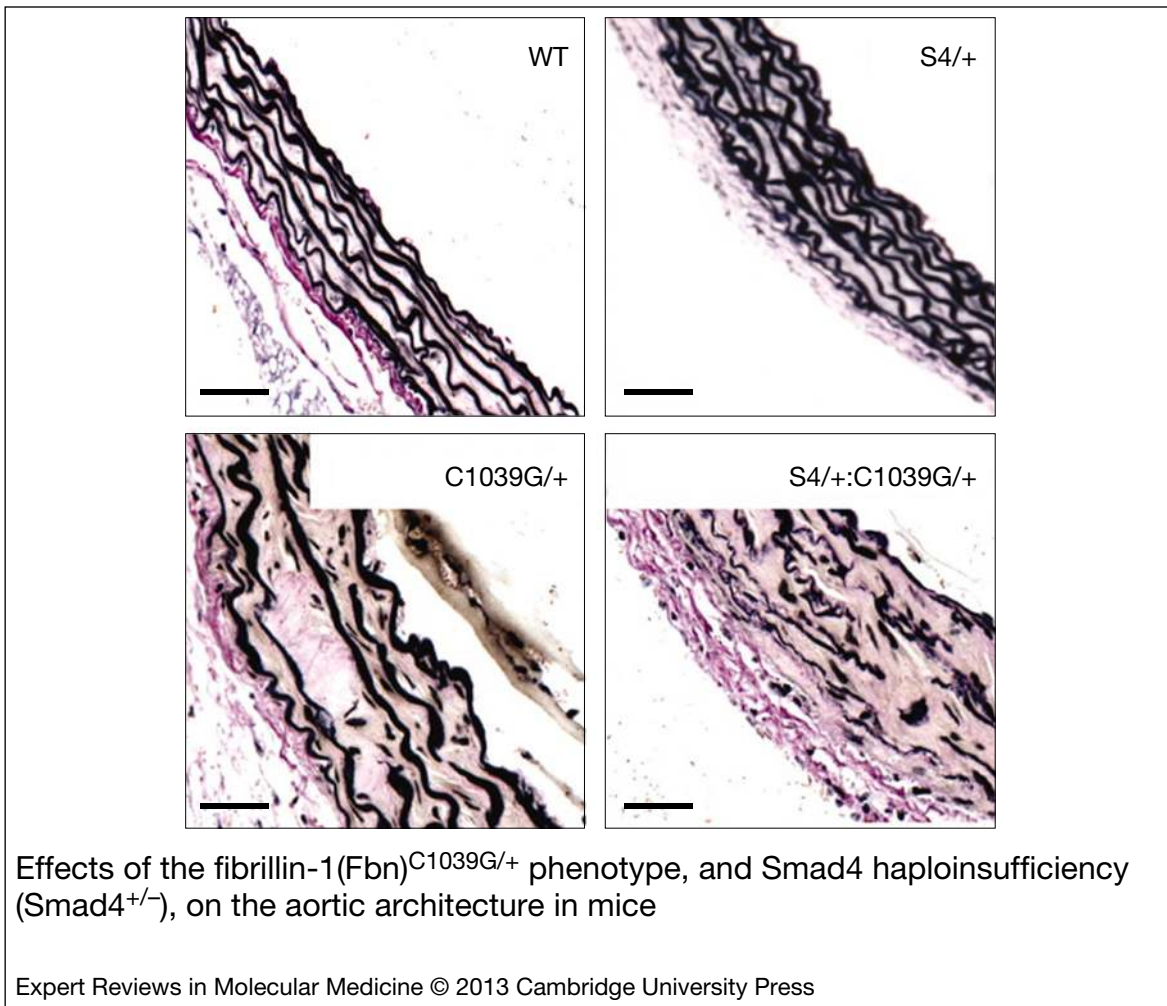 WT
S4/+
C1039G/+
S4/+:C1039G/+
Effects of the fibrillin-1(Fbn)C1039G/+ phenotype, and Smad4 haploinsufficiency
(Smad4+/–), on the aortic architecture in mice
Expert Reviews in Molecular Medicine © 2013 Cambridge University Press